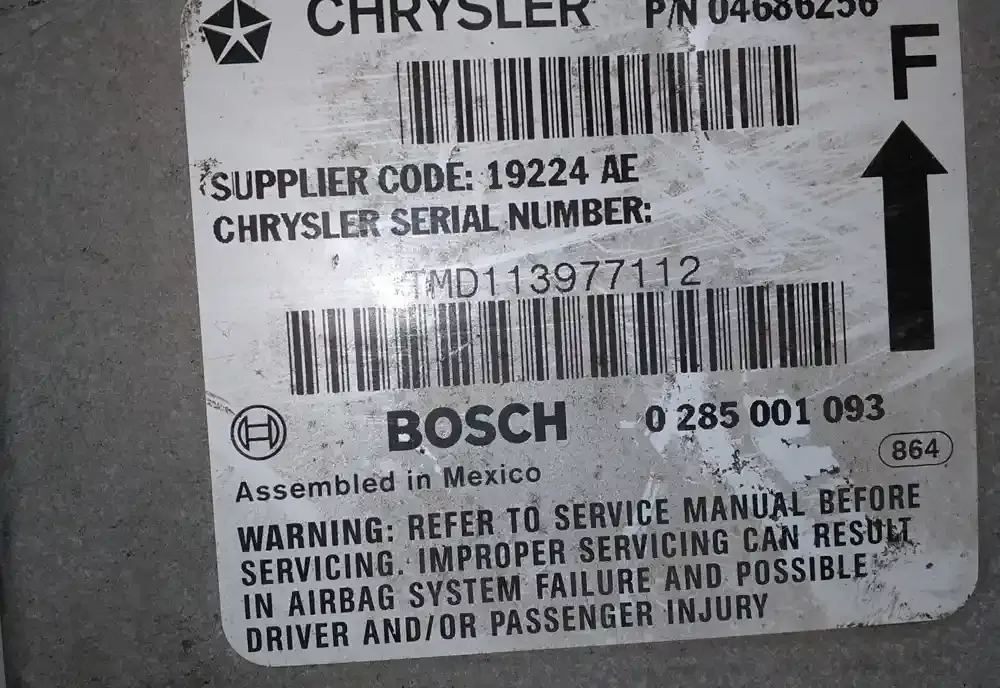 CHRYSLER P/N 04686256
F
SUPPLIER CODE: 19224 AE
CHRYSLER SERIAL NUMBER:
TMD113977112
BOSCH 0 285 001 093
864
Assembled in Mexico
WARNING: REFER TO SERVICE MANUAL BEFORE
SERVICING. IMPROPER SERVICING CAN RESULT
IN AIRBAG SYSTEM FAILURE AND POSSIBLE
DRIVER AND/OR PASSENGER INJURY